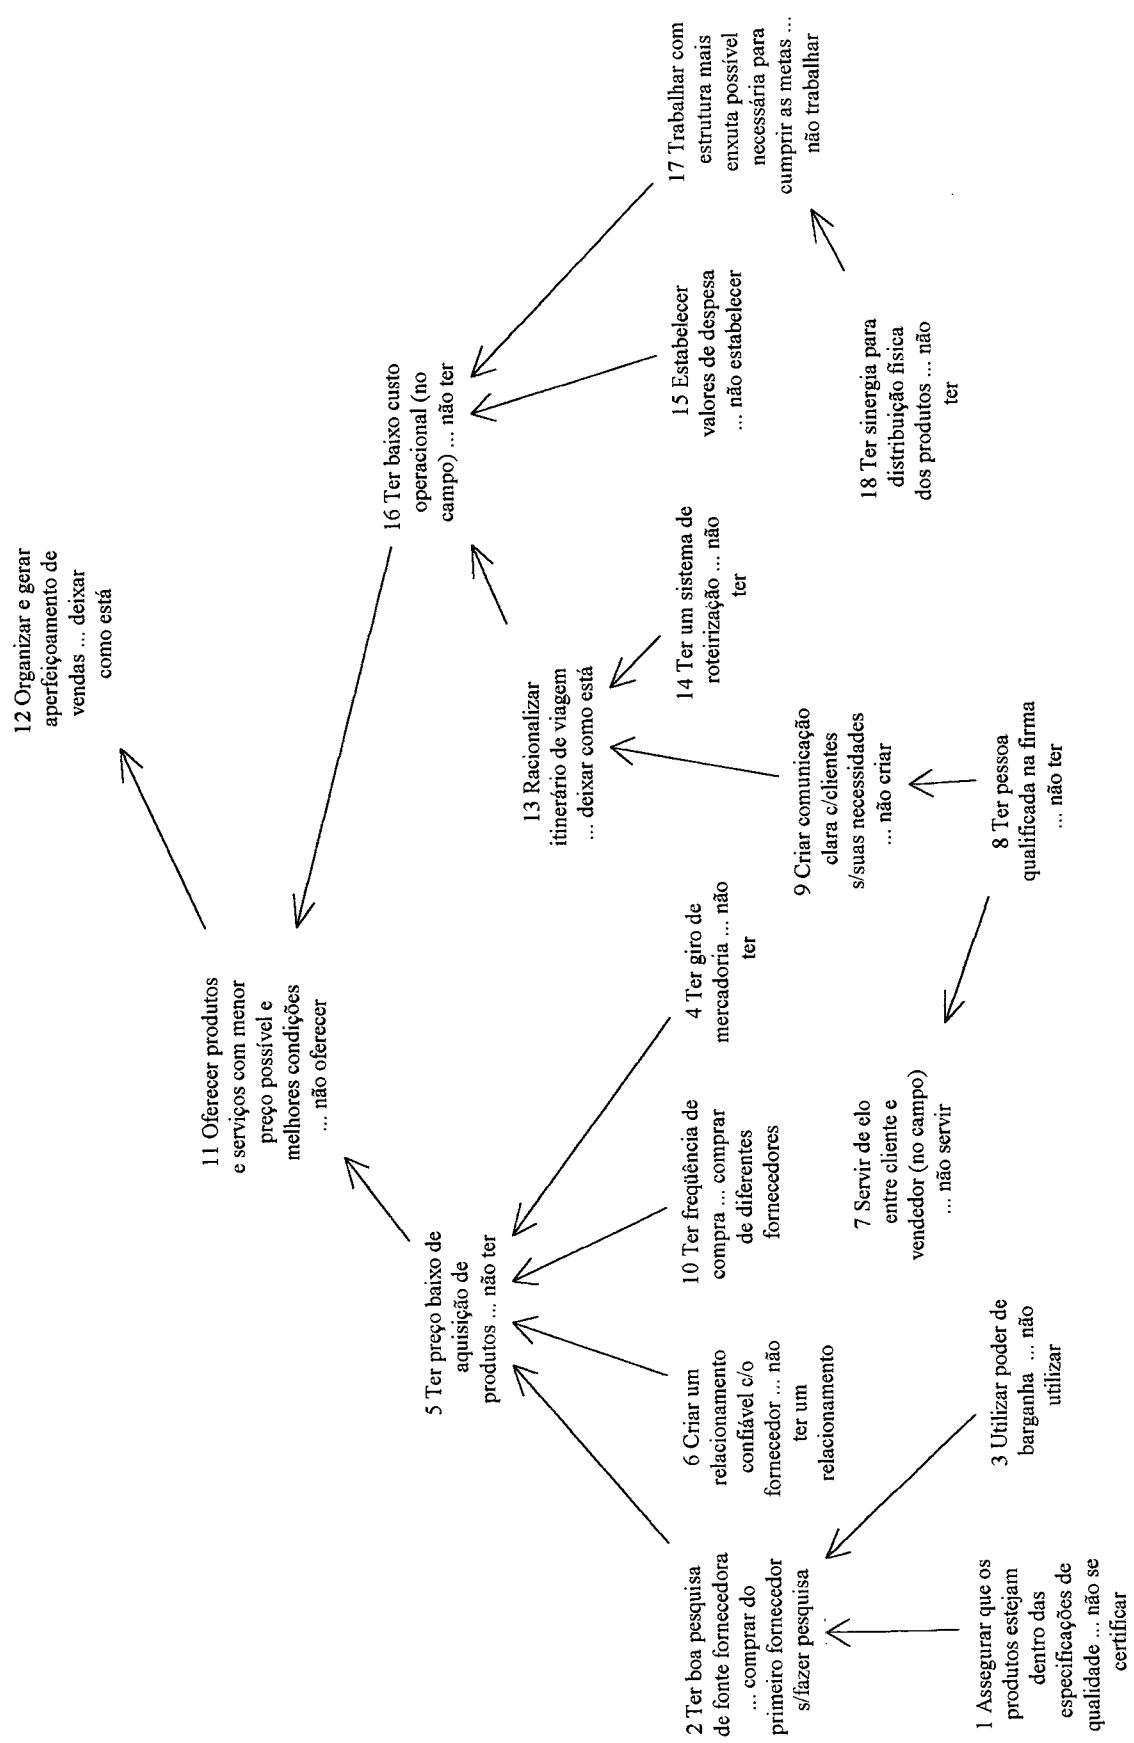 12 Organizar e gerar
aperfeiçoamento de
vendas ... deixar
como está
11 Oferecer produtos
e serviços com menor
preço possível e
melhores condições
... não oferecer
5 Ter preço baixo de
aquisição de
produtos ... não ter
16 Ter baixo custo
operacional (no
campo) ... não ter
13 Racionalizar
itinerário de viagem
... deixar como está
2 Ter boa pesquisa
de fonte fornecedora
... comprar do
primeiro fornecedor
s/fazer pesquisa
6 Criar um
relacionamento
confiável c/o
fornecedor ... não
ter um
relacionamento
10 Ter freqüência de
compra ... comprar
de diferentes
fornecedores
4 Ter giro de
mercadoria ... não
ter
14 Ter um sistema de
roteirização ... não
ter
15 Estabelecer
valores de despesa
... não estabelecer
17 Trabalhar com
estrutura mais
enxuta possível
necessária para
cumprir as metas ...
não trabalhar
9 Criar comunicação
clara c/clientes
s/suas necessidades
... não criar
7 Servir de elo
entre cliente e
vendedor (no campo)
... não servir
18 Ter sinergia para
distribuição física
dos produtos ... não
ter
1 Assegurar que os
produtos estejam
dentro das
especificações de
qualidade ... não se
certificar
3 Utilizar poder de
barganha ... não
utilizar
8 Ter pessoa
qualificada na firma
... não ter